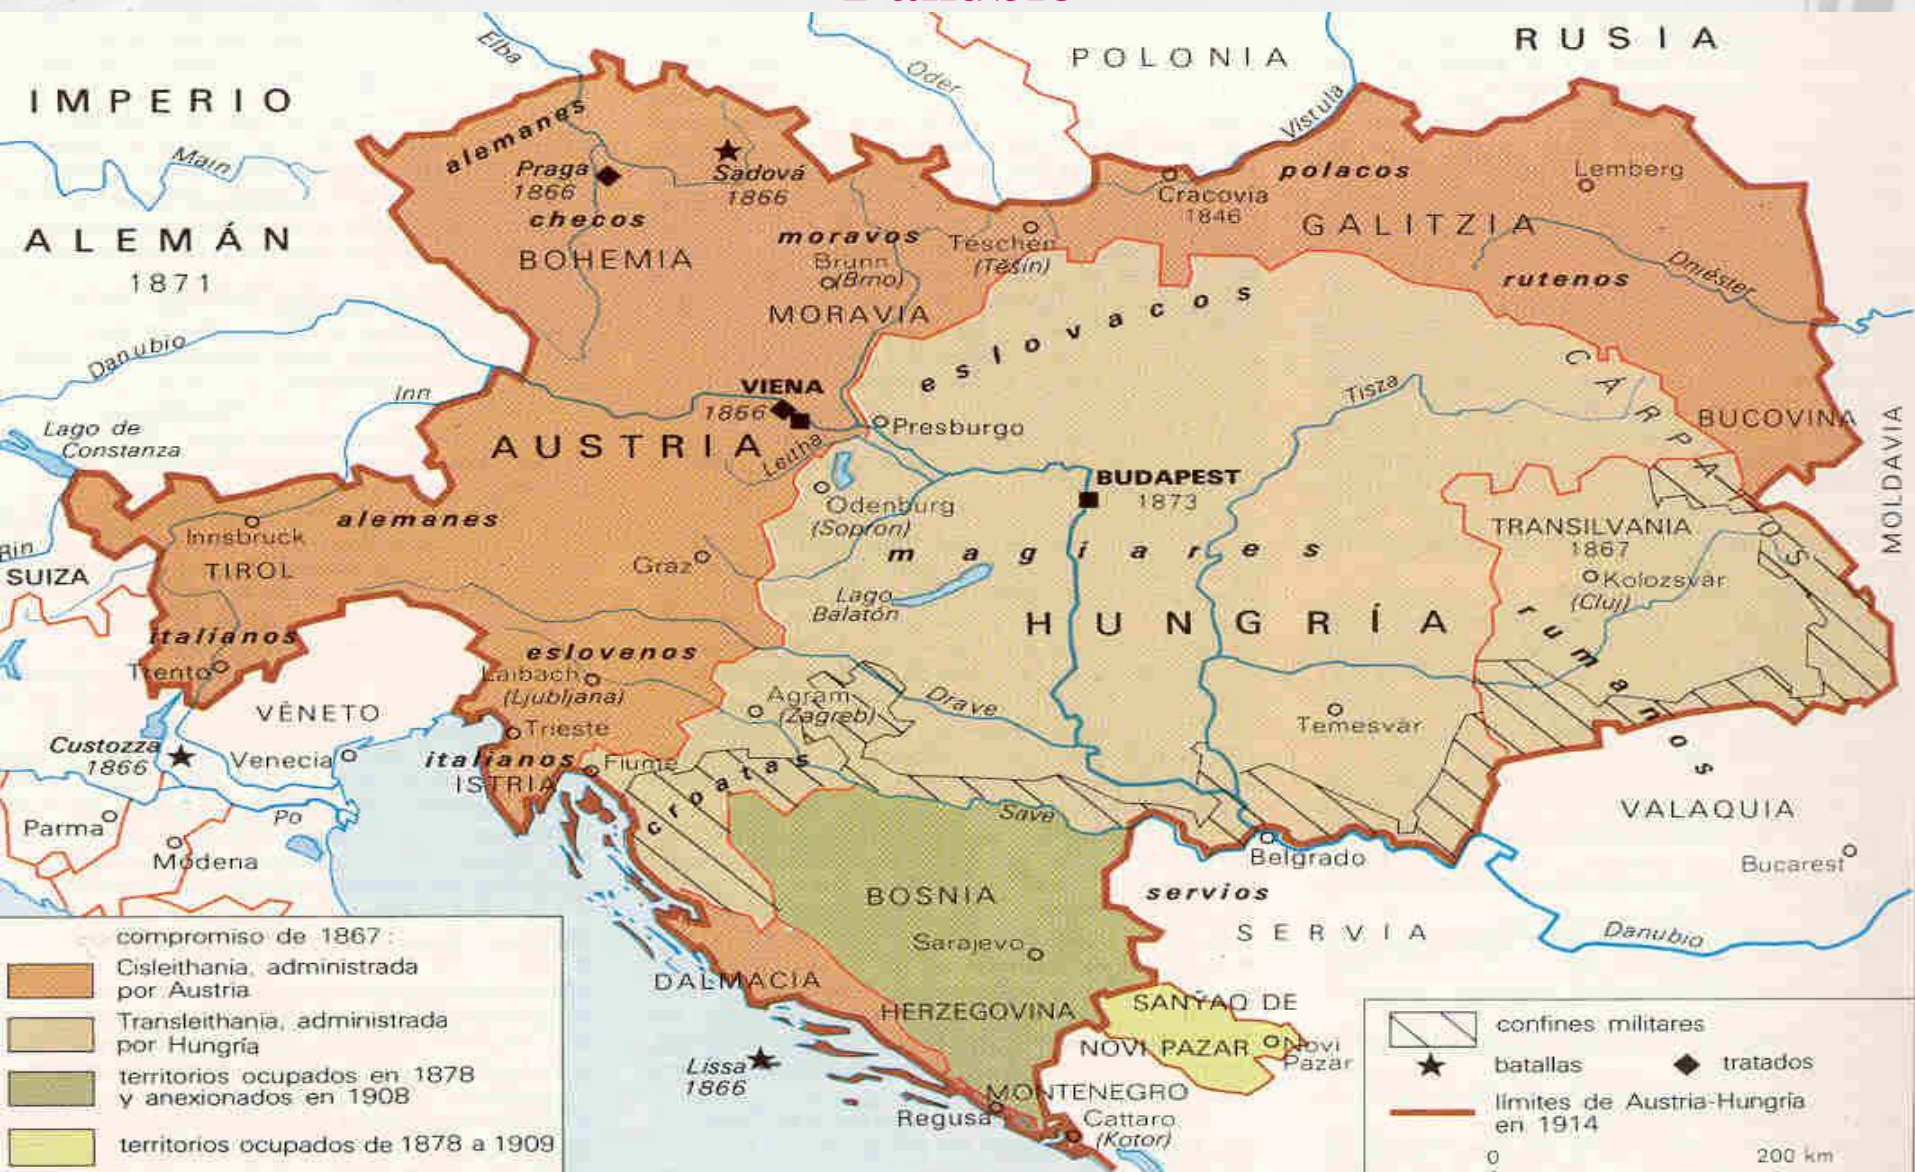 IMPERIO
ALEMÁN
1871
POLONIA
RUSIA
Elba
Oder
Vistula
Main
alemanes
Praga
1866
Sadová
1866
checos
BOHEMIA
moravos
Brunn
(Brno)
MORAVIA
Téschen
(Těšín)
Cracovia
1846
polacos
GALITZIA
Lemberg
rutenos
Dniéster
Danubio
Inn
Lago de
Constanza
Rin
SUIZA
VIENA
1866
AUSTRIA
Leitha
Presburgo
eslovacos
Tisza
CÁRPATOS
BUCOVINA
MOLDAVIA
BUDAPEST
1873
Odenburg
(Sopron)
magiares
TRANSILVANIA
1867
Kolozsvár
(Cluj)
Innsbruck
alemanes
TIROL
Graz
Lago
Balatón
HUNGRÍA
rumanos
italianos
Trento
eslovenos
Laibach
(Ljubljana)
Agram
(Zagreb)
Drave
Temesvar
VÉNETO
Custozza
1866
Venecia
Trieste
italianos
ISTRIA
Fiume
croatas
Save
Po
Parma
Módena
VALAQUIA
Bucarest
Belgrado
servios
SERVIA
Danubio
BOSNIA
Sarajevo
DALMACIA
HERZEGOVINA
SANYAQ DE
NOVI PAZAR
Novi
Pazar
MONTENEGRO
Lissa
1866
Regusa
Cattaro
(Kotor)
compromiso de 1867 :
Cisleithania, administrada
por Austria
Transleithania, administrada
por Hungría
territorios ocupados en 1878
y anexionados en 1908
territorios ocupados de 1878 a 1909
confines militares
batallas
tratados
límites de Austria-Hungría
en 1914
0
200 km